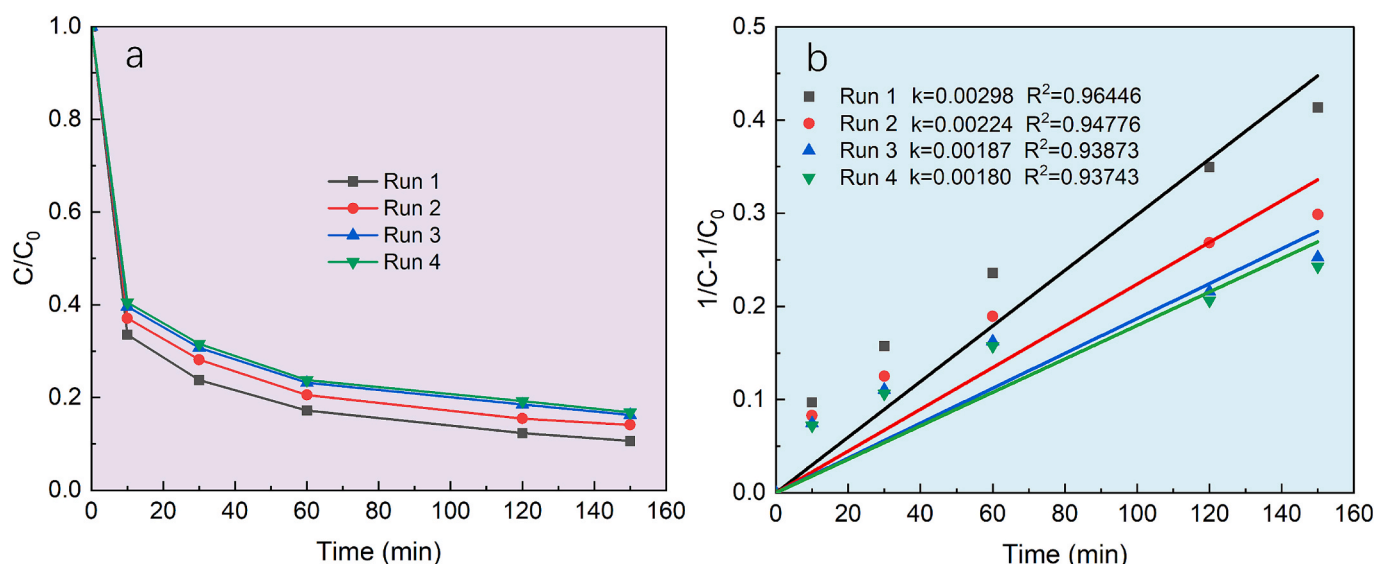 a
C/C₀
1.0
0.8
0.6
0.4
0.2
0.0
Run 1
Run 2
Run 3
Run 4
0 20 40 60 80 100 120 140 160
Time (min)
b
1/C-1/C₀
0.5
0.4
0.3
0.2
0.1
0.0
Run 1 k=0.00298 R²=0.96446
Run 2 k=0.00224 R²=0.94776
Run 3 k=0.00187 R²=0.93873
Run 4 k=0.00180 R²=0.93743
0 20 40 60 80 100 120 140 160
Time (min)